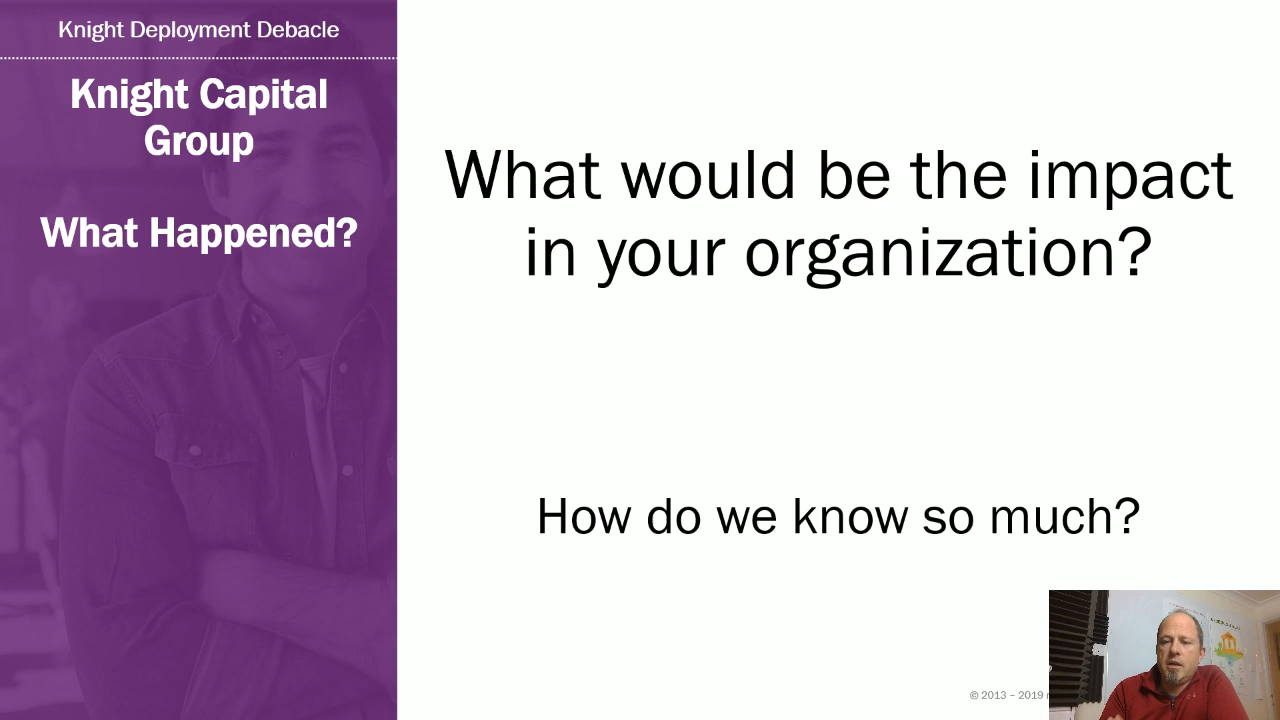 Knight Deployment Debacle
Knight Capital
Group
What Happened?
What would be the impact
in your organization?
How do we know so much?
© 2013 – 2019